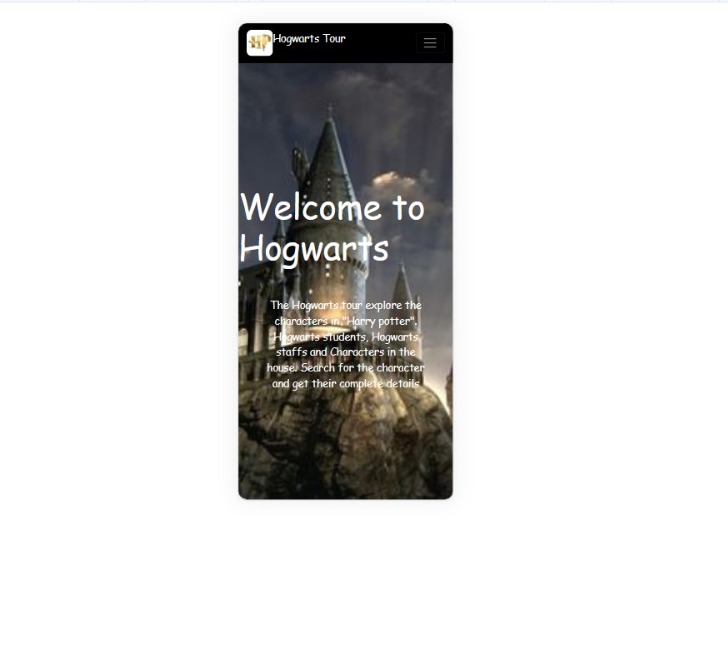 HP Hogwarts Tour
Welcome to
Hogwarts
The Hogwarts tour explore the
characters in "Harry potter",
Hogwarts students, Hogwarts
staffs and Characters in the
house. Search for the character
and get their complete details